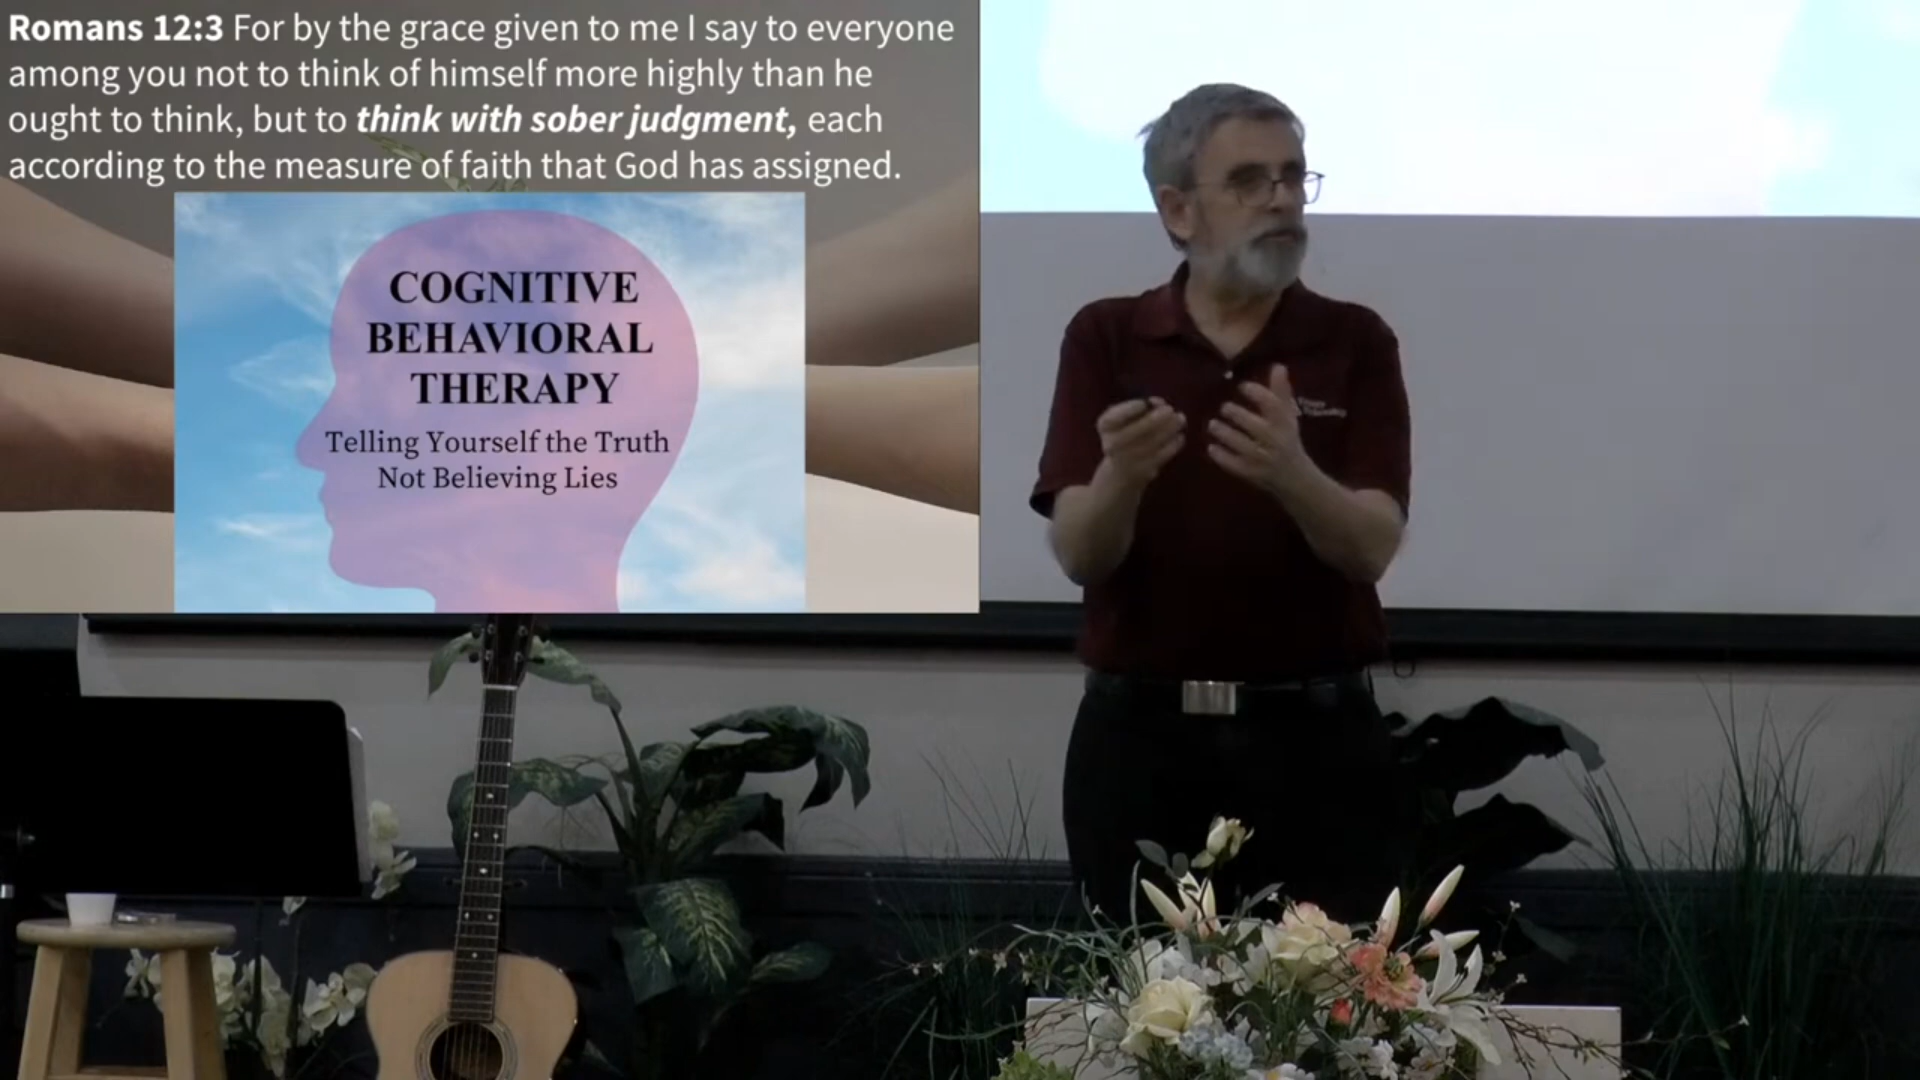 Romans 12:3 For by the grace given to me I say to everyone
among you not to think of himself more highly than he
ought to think, but to think with sober judgment, each
according to the measure of faith that God has assigned.
COGNITIVE
BEHAVIORAL
THERAPY
Telling Yourself the Truth
Not Believing Lies